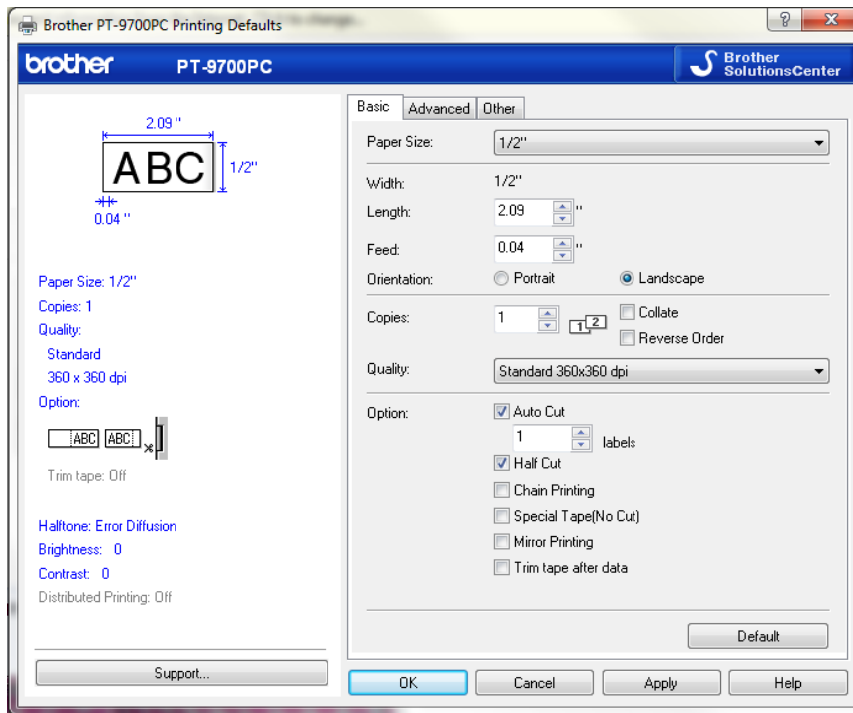 Brother PT-9700PC Printing Defaults
brother PT-9700PC
Brother
SolutionsCenter
2.09 "
ABC
1/2"
0.04 "
Paper Size: 1/2"
Copies: 1
Quality:
Standard
360 x 360 dpi
Option:
ABC ABC
Trim tape: Off
Halftone: Error Diffusion
Brightness: 0
Contrast: 0
Distributed Printing: Off
Support...
Basic Advanced Other
Paper Size: 1/2"
Width: 1/2"
Length: 2.09 "
Feed: 0.04 "
Orientation: Portrait Landscape
Copies: 1 1 2 Collate
Reverse Order
Quality: Standard 360x360 dpi
Option: Auto Cut
1 labels
Half Cut
Chain Printing
Special Tape(No Cut)
Mirror Printing
Trim tape after data
Default
OK Cancel Apply Help